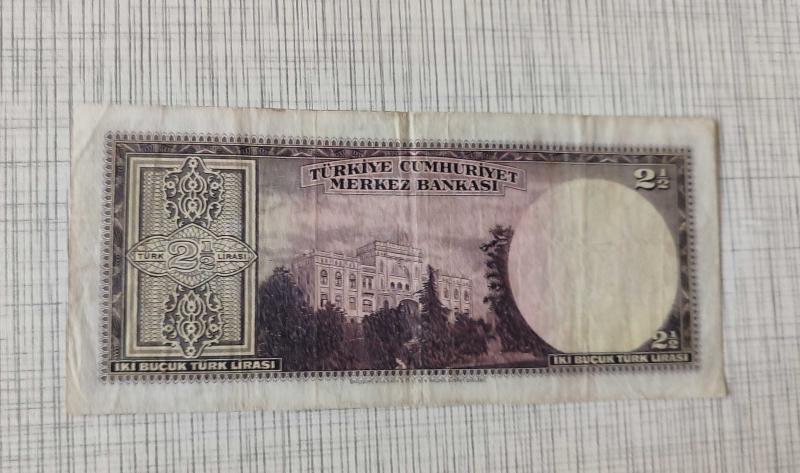 TÜRKİYE CUMHURİYET
MERKEZ BANKASI
2½
TÜRK 2½ LİRASI
2½
İKİ BUÇUK TÜRK LİRASI
İKİ BUÇUK TÜRK LİRASI